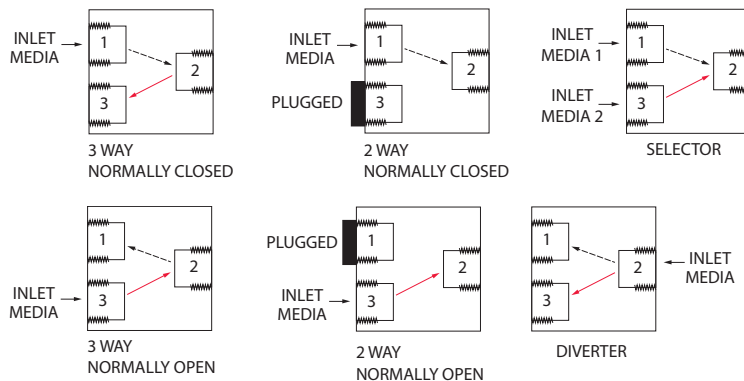 INLET
MEDIA
1
2
3
3 WAY
NORMALLY CLOSED
INLET
MEDIA
PLUGGED
1
2
3
2 WAY
NORMALLY CLOSED
INLET
MEDIA 1
INLET
MEDIA 2
1
2
3
SELECTOR
INLET
MEDIA
1
2
3
3 WAY
NORMALLY OPEN
PLUGGED
INLET
MEDIA
1
2
3
2 WAY
NORMALLY OPEN
1
2
3
INLET
MEDIA
DIVERTER